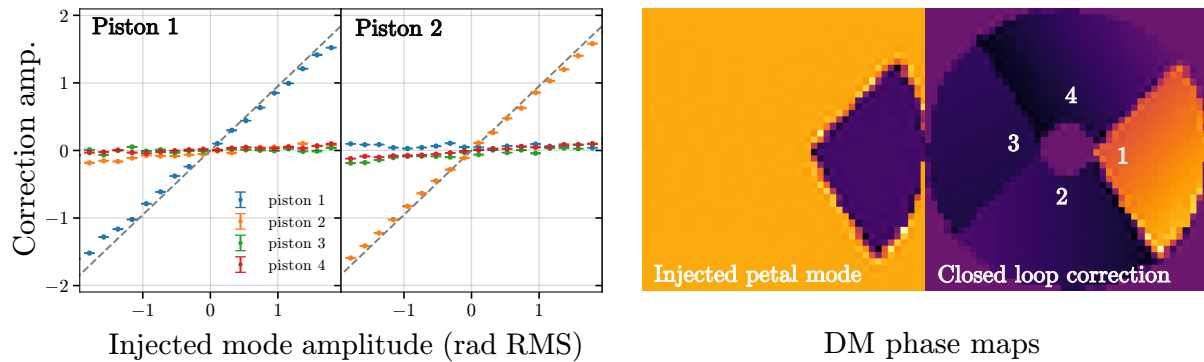 Piston 1
Piston 2
2
1
0
−1
−2
Correction amp.
piston 1
piston 2
piston 3
piston 4
−1
0
1
−1
0
1
Injected mode amplitude (rad RMS)
4
3
1
2
Injected petal mode
Closed loop correction
DM phase maps